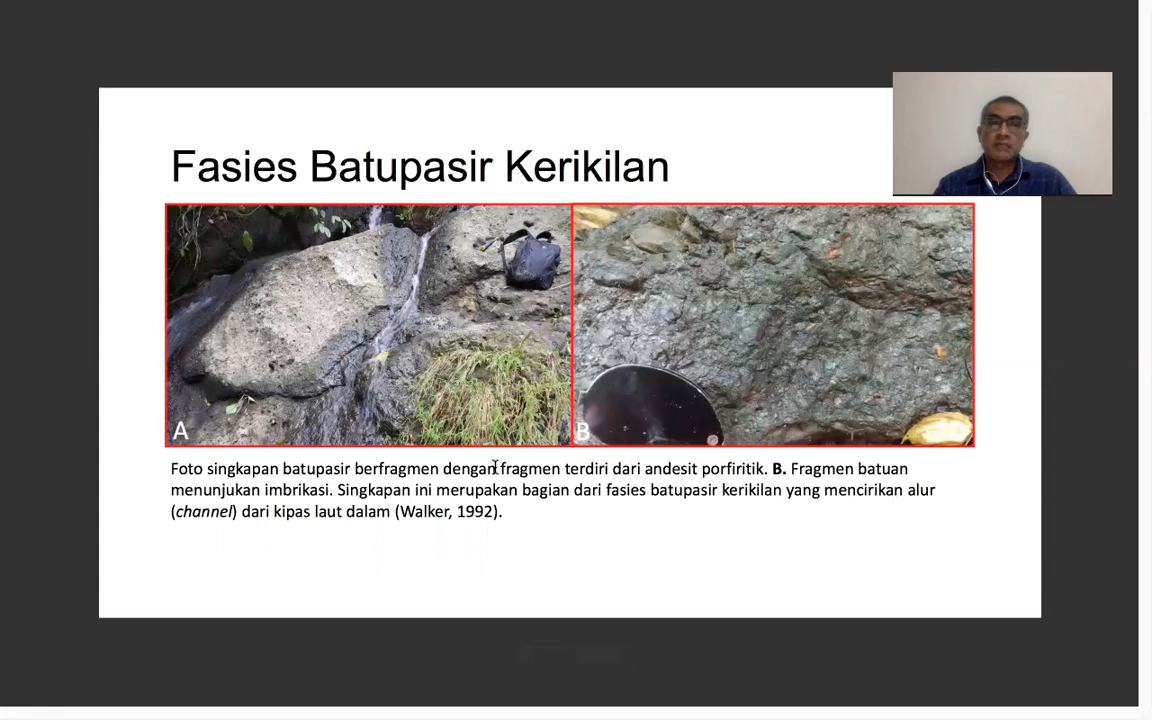 Fasies Batupasir Kerikilan
A
B
Foto singkapan batupasir berfragmen dengan fragmen terdiri dari andesit porfiritik. B. Fragmen batuan
menunjukan imbrikasi. Singkapan ini merupakan bagian dari fasies batupasir kerikilan yang mencirikan alur
(channel) dari kipas laut dalam (Walker, 1992).